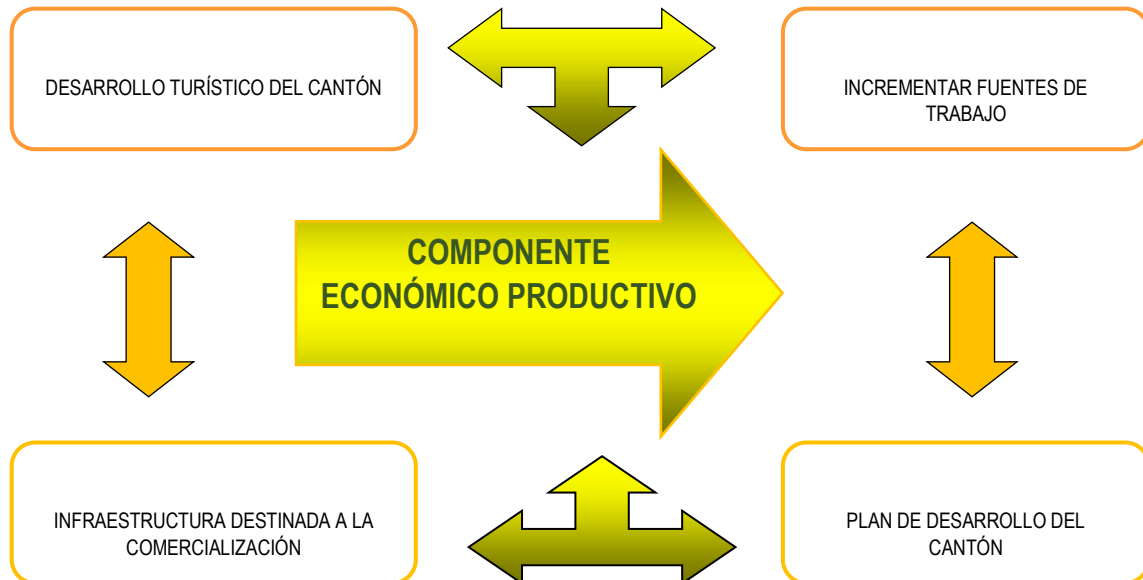 DESARROLLO TURÍSTICO DEL CANTÓN
INCREMENTAR FUENTES DE
TRABAJO
COMPONENTE
ECONÓMICO PRODUCTIVO
INFRAESTRUCTURA DESTINADA A LA
COMERCIALIZACIÓN
PLAN DE DESARROLLO DEL
CANTÓN